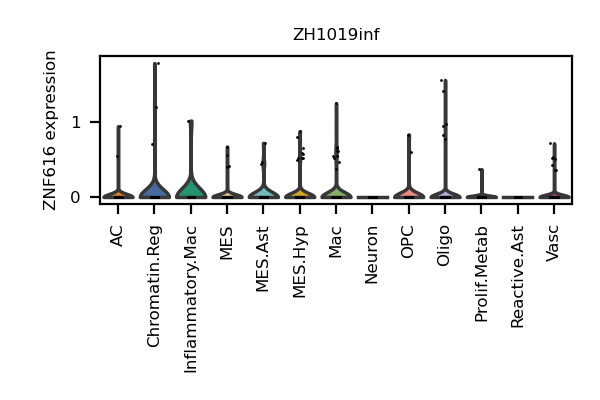 ZH1019inf
ZNF616 expression
1
0
AC
Chromatin.Reg
Inflammatory.Mac
MES
MES.Ast
MES.Hyp
Mac
Neuron
OPC
Oligo
Prolif.Metab
Reactive.Ast
Vasc